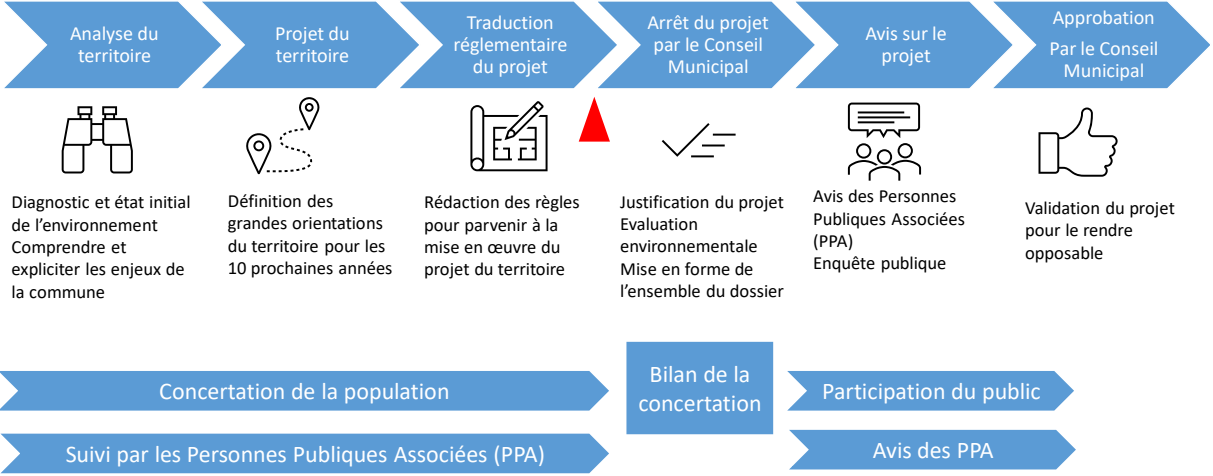 Analyse du
territoire
Projet du
territoire
Traduction
réglementaire
du projet
Arrêt du projet
par le Conseil
Municipal
Avis sur le
projet
Approbation
Par le Conseil
Municipal
Diagnostic et état initial
de l'environnement
Comprendre et
expliciter les enjeux de
la commune
Définition des
grandes orientations
du territoire pour les
10 prochaines années
Rédaction des règles
pour parvenir à la
mise en œuvre du
projet du territoire
Justification du projet
Evaluation
environnementale
Mise en forme de
l'ensemble du dossier
Avis des Personnes
Publiques Associées
(PPA)
Enquête publique
Validation du projet
pour le rendre
opposable
Concertation de la population
Bilan de la
concertation
Participation du public
Suivi par les Personnes Publiques Associées (PPA)
Avis des PPA